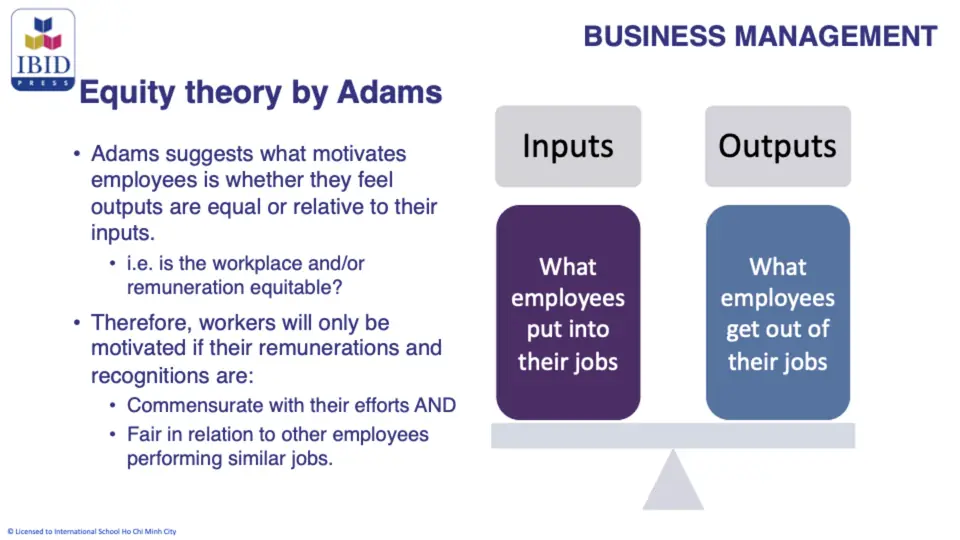 IBID
PRESS
BUSINESS MANAGEMENT
Equity theory by Adams
• Adams suggests what motivates
employees is whether they feel
outputs are equal or relative to their
inputs.
• i.e. is the workplace and/or
remuneration equitable?
• Therefore, workers will only be
motivated if their remunerations and
recognitions are:
• Commensurate with their efforts AND
• Fair in relation to other employees
performing similar jobs.
Inputs
What
employees
put into
their jobs
Outputs
What
employees
get out of
their jobs
© Licensed to International School Ho Chi Minh City